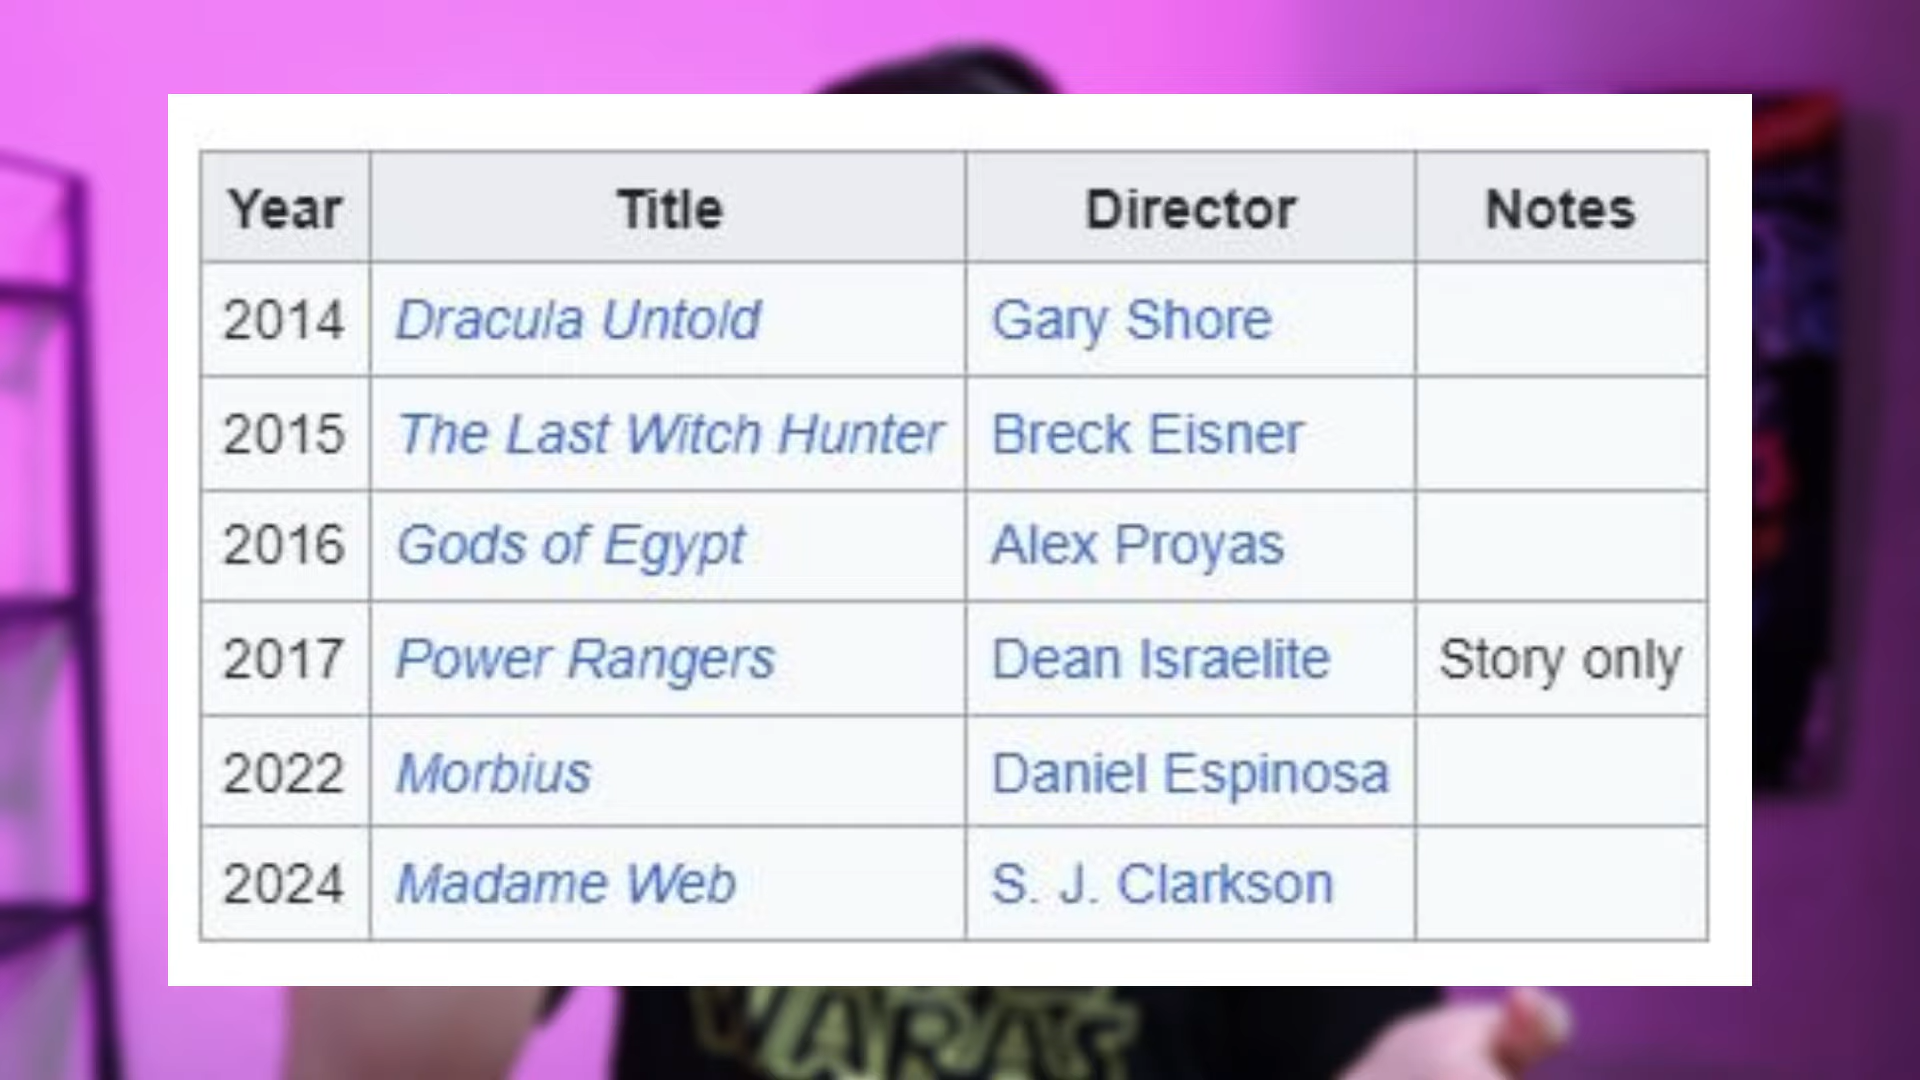 Year Title Director Notes
2014 Dracula Untold Gary Shore
2015 The Last Witch Hunter Breck Eisner
2016 Gods of Egypt Alex Proyas
2017 Power Rangers Dean Israelite Story only
2022 Morbius Daniel Espinosa
2024 Madame Web S. J. Clarkson